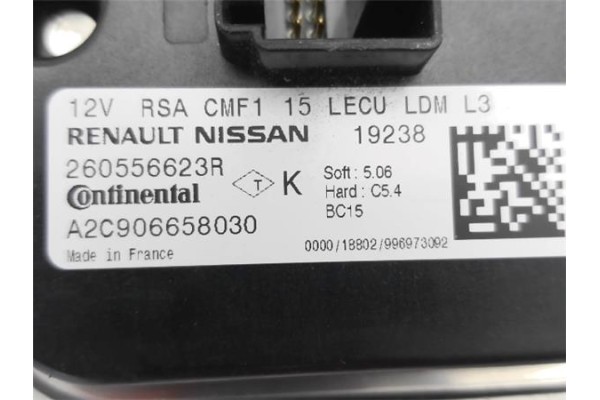 12V RSA CMF1 15 LECU LDM L3
RENAULT NISSAN 19238
260556623R
Continental
T K
Soft : 5.06
Hard : C5.4
BC15
A2C906658030
Made in France
0000/18802/996973092